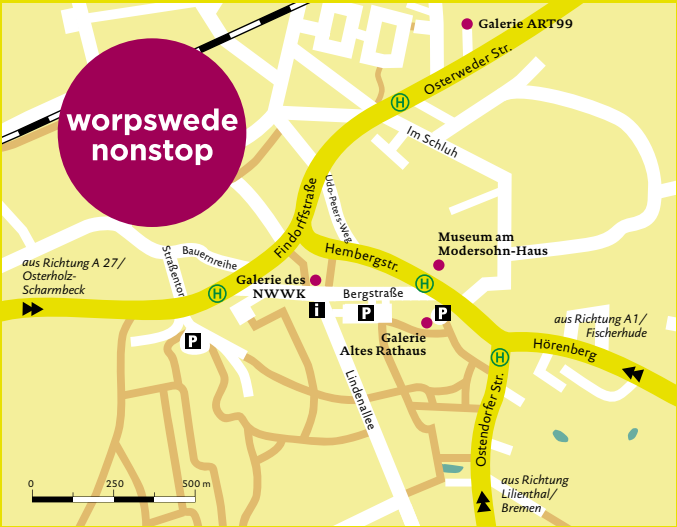 Galerie ART99
Osterweder Str.
H
worpswede
nonstop
Im Schluh
Udo-Peters-Weg
Findorffstraße
Museum am
Modersohn-Haus
Hembergstr.
Straßentor
Bauernreihe
aus Richtung A 27/
Osterholz-
Scharmbeck
Galerie des
NWWK
H
H
Bergstraße
i
P
P
P
Galerie
Altes Rathaus
aus Richtung A1/
Fischerhude
Hörenberg
H
Lindenallee
Ostendorfer Str.
aus Richtung
Lilienthal/
Bremen
0 250 500 m